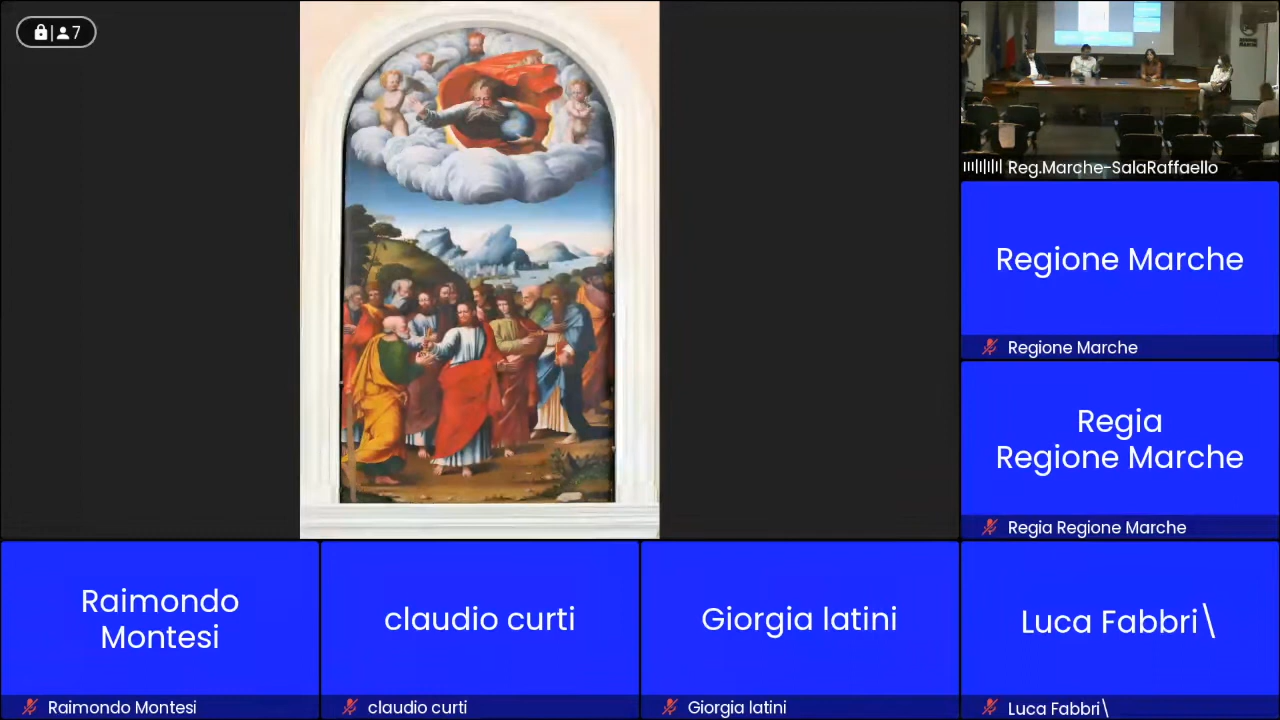 7
Reg.Marche-SalaRaffaello
Regione Marche
Regione Marche
Regia
Regione Marche
Regia Regione Marche
Raimondo
Montesi
Raimondo Montesi
claudio curti
claudio curti
Giorgia latini
Giorgia latini
Luca Fabbri\
Luca Fabbri\